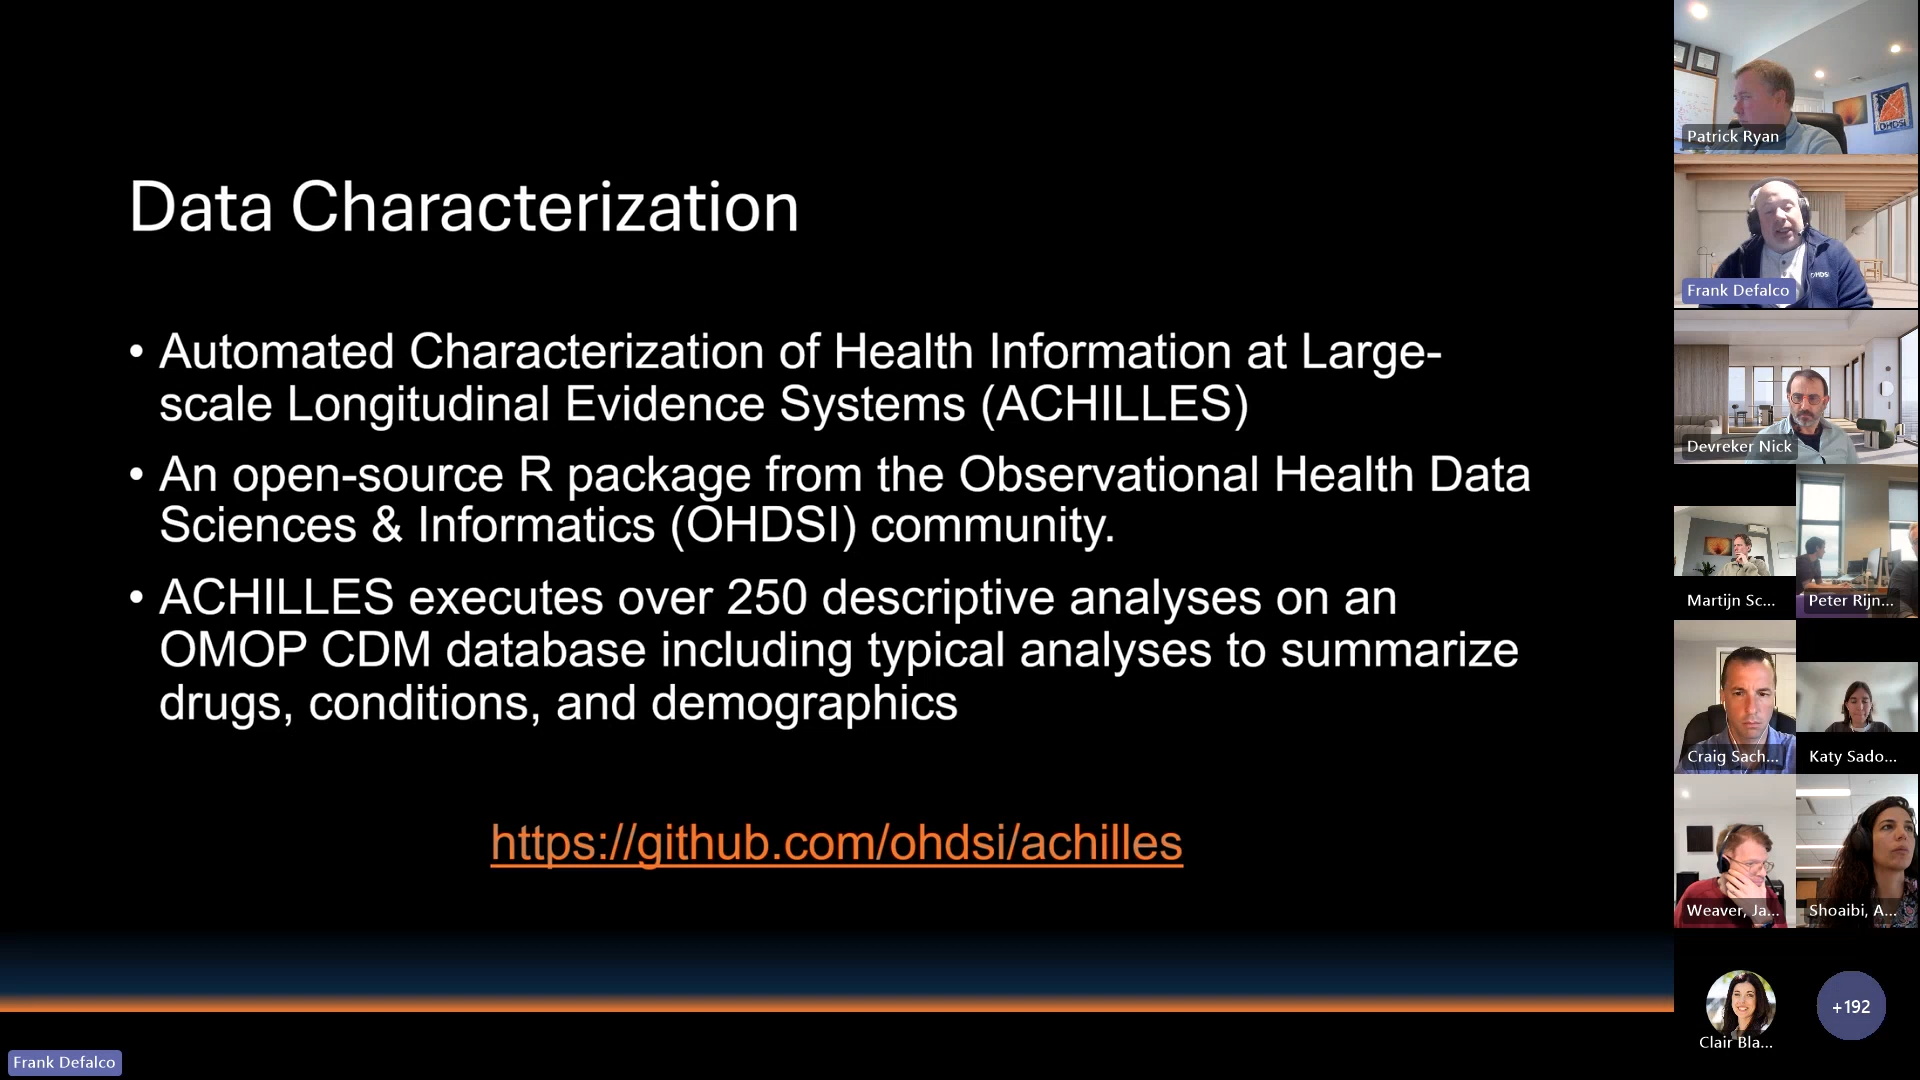 Data Characterization
• Automated Characterization of Health Information at Large-
scale Longitudinal Evidence Systems (ACHILLES)
• An open-source R package from the Observational Health Data
Sciences & Informatics (OHDSI) community.
• ACHILLES executes over 250 descriptive analyses on an
OMOP CDM database including typical analyses to summarize
drugs, conditions, and demographics
https://github.com/ohdsi/achilles
Frank Defalco
OHDSI
Patrick Ryan
OHDSI
Frank Defalco
Devreker Nick
Martijn Sc...
Peter Rijn...
Craig Sach...
Katy Sado...
Weaver, Ja...
Shoaibi, A...
Clair Bla...
+192